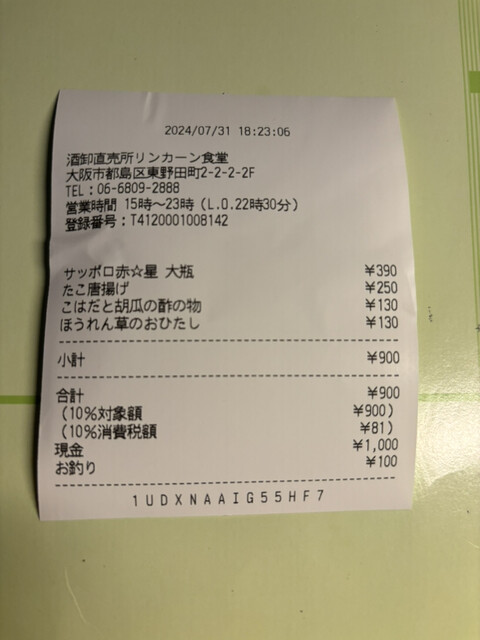 2024/07/31 18:23:06
酒卸直売所リンカーン食堂
大阪市都島区東野田町2-2-2-2F
TEL：06-6809-2888
営業時間 15時～23時（L.O.22時30分）
登録番号：T4120001008142
サッポロ赤☆星 大瓶 ¥390
たこ唐揚げ ¥250
こはだと胡瓜の酢の物 ¥130
ほうれん草のおひたし ¥130
小計 ¥900
合計 ¥900
（10%対象額 ¥900）
（10%消費税額 ¥81）
現金 ¥1,000
お釣り ¥100
1UDXNAAIG55HF7